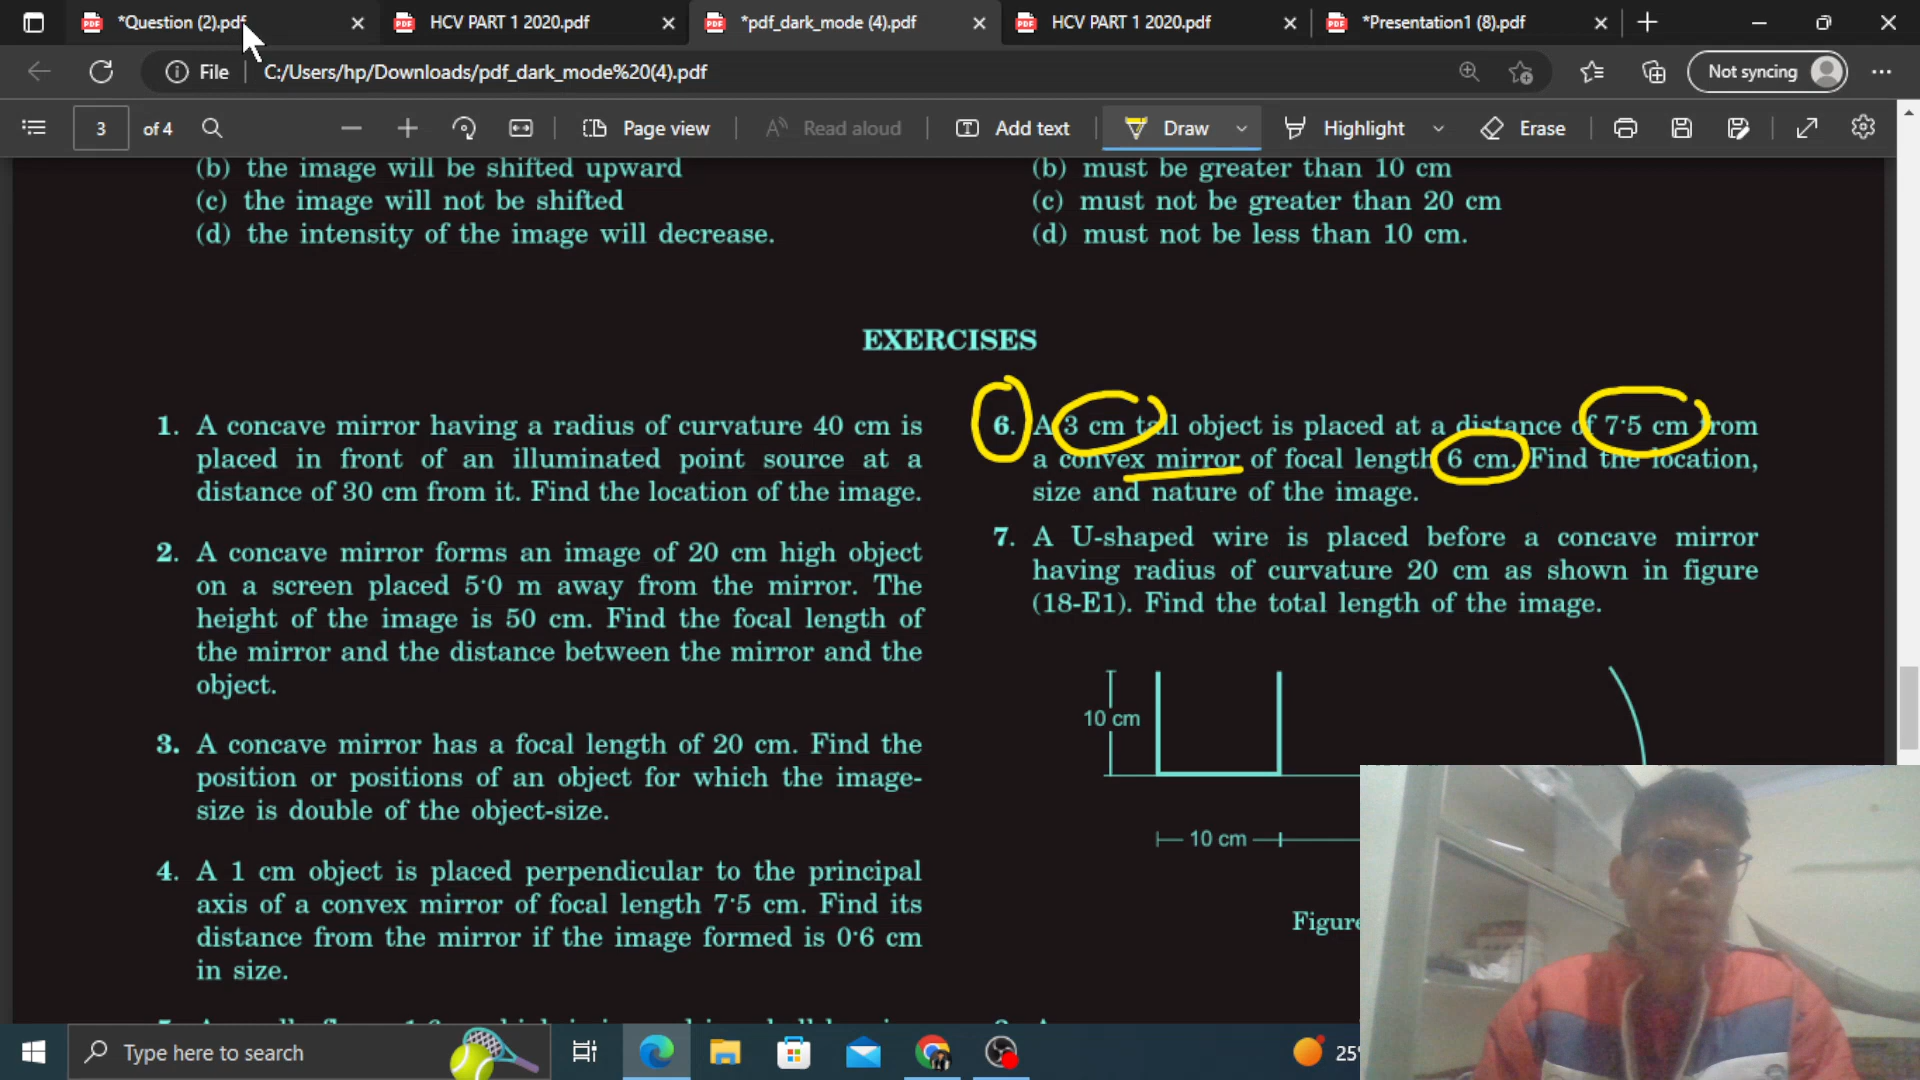 *Question (2).pdf
HCV PART 1 2020.pdf
*pdf_dark_mode (4).pdf
HCV PART 1 2020.pdf
*Presentation1 (8).pdf
File
C:/Users/hp/Downloads/pdf_dark_mode%20(4).pdf
Not syncing
3
of 4
Page view
Read aloud
Add text
Draw
Highlight
Erase
(b) the image will be shifted upward
(c) the image will not be shifted
(d) the intensity of the image will decrease.
(b) must be greater than 10 cm
(c) must not be greater than 20 cm
(d) must not be less than 10 cm.
EXERCISES
1. A concave mirror having a radius of curvature 40 cm is
placed in front of an illuminated point source at a
distance of 30 cm from it. Find the location of the image.
2. A concave mirror forms an image of 20 cm high object
on a screen placed 5·0 m away from the mirror. The
height of the image is 50 cm. Find the focal length of
the mirror and the distance between the mirror and the
object.
3. A concave mirror has a focal length of 20 cm. Find the
position or positions of an object for which the image-
size is double of the object-size.
4. A 1 cm object is placed perpendicular to the principal
axis of a convex mirror of focal length 7·5 cm. Find its
distance from the mirror if the image formed is 0·6 cm
in size.
6. A 3 cm tall object is placed at a distance of 7·5 cm from
a convex mirror of focal length 6 cm. Find the location,
size and nature of the image.
7. A U-shaped wire is placed before a concave mirror
having radius of curvature 20 cm as shown in figure
(18-E1). Find the total length of the image.
10 cm
10 cm
Figure
Type here to search
25°